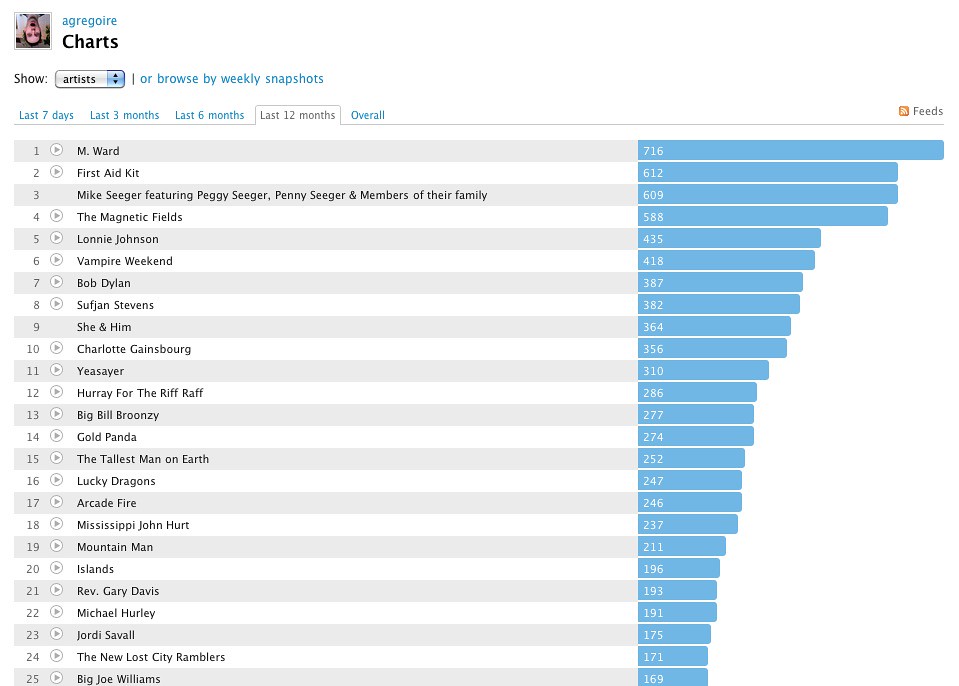 agregoire
Charts
Show: artists | or browse by weekly snapshots
Last 7 days Last 3 months Last 6 months Last 12 months Overall Feeds
1 M. Ward 716
2 First Aid Kit 612
3 Mike Seeger featuring Peggy Seeger, Penny Seeger & Members of their family 609
4 The Magnetic Fields 588
5 Lonnie Johnson 435
6 Vampire Weekend 418
7 Bob Dylan 387
8 Sufjan Stevens 382
9 She & Him 364
10 Charlotte Gainsbourg 356
11 Yeasayer 310
12 Hurray For The Riff Raff 286
13 Big Bill Broonzy 277
14 Gold Panda 274
15 The Tallest Man on Earth 252
16 Lucky Dragons 247
17 Arcade Fire 246
18 Mississippi John Hurt 237
19 Mountain Man 211
20 Islands 196
21 Rev. Gary Davis 193
22 Michael Hurley 191
23 Jordi Savall 175
24 The New Lost City Ramblers 171
25 Big Joe Williams 169